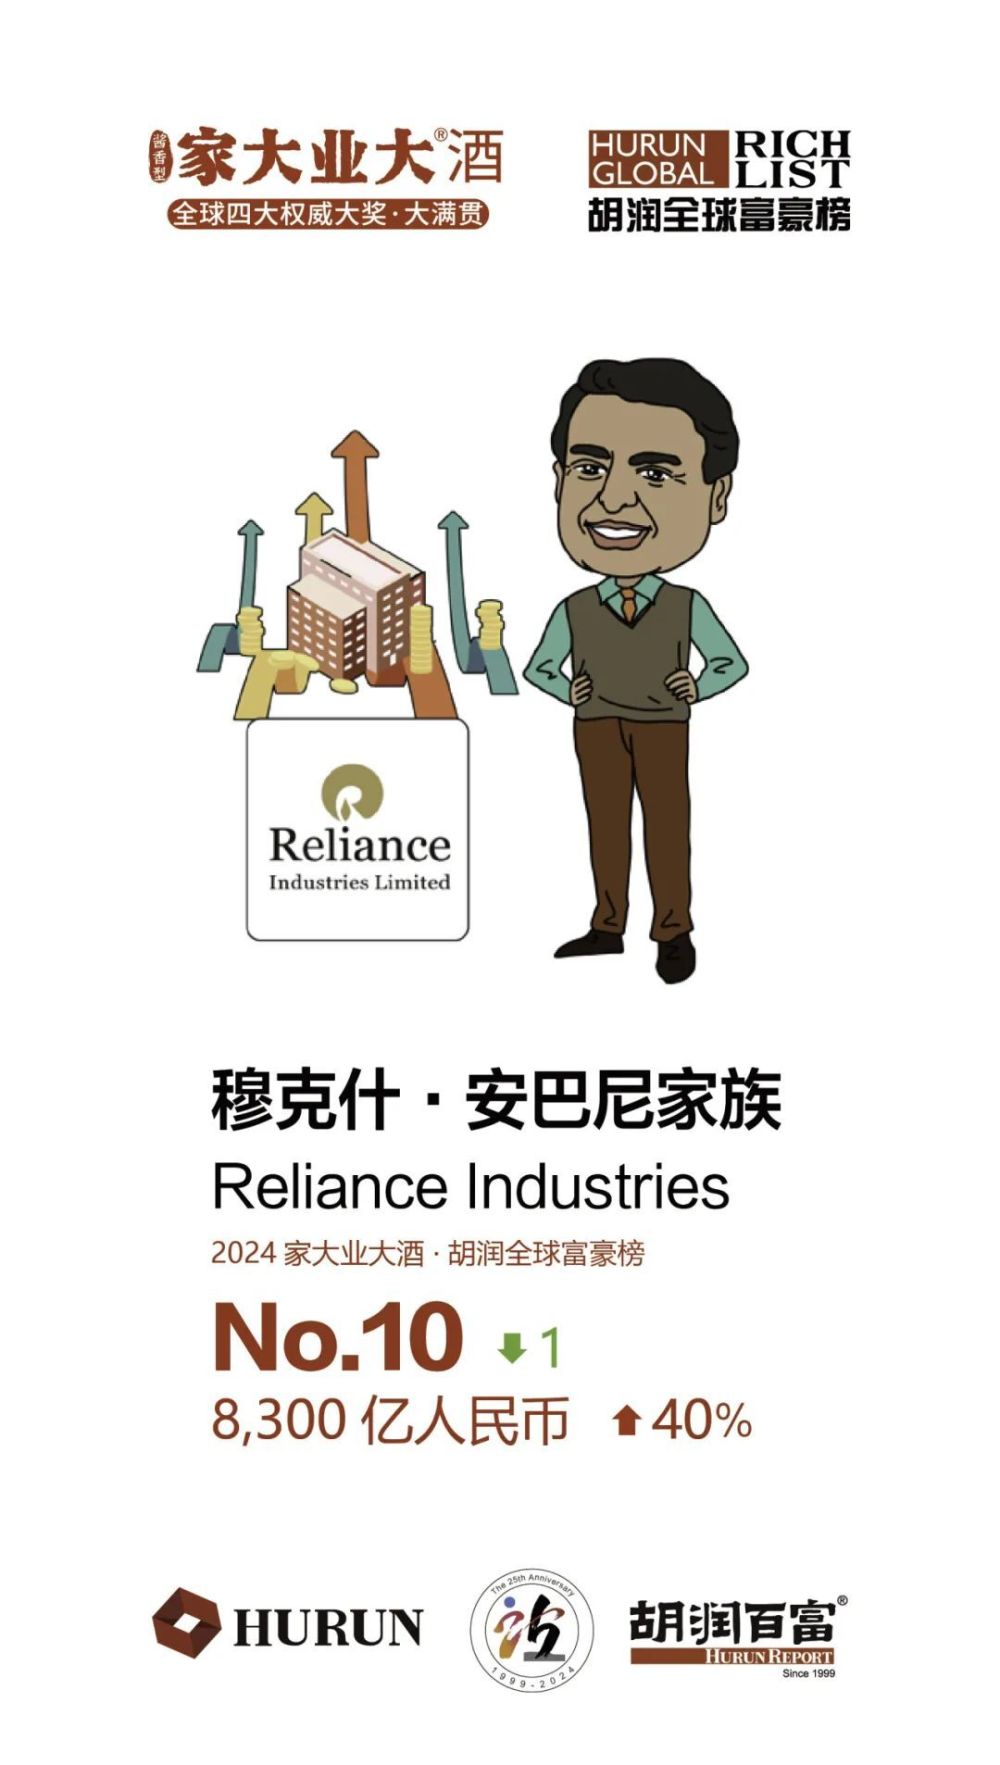 酱香型
家大业大®酒
全球四大权威大奖·大满贯
HURUN GLOBAL
RICH LIST
胡润全球富豪榜
Reliance
Industries Limited
穆克什·安巴尼家族
Reliance Industries
2024 家大业大酒·胡润全球富豪榜
No.10 1
8,300 亿人民币 40%
HURUN
The 25th Anniversary
1999-2024
胡润百富®
HURUN REPORT
Since 1999